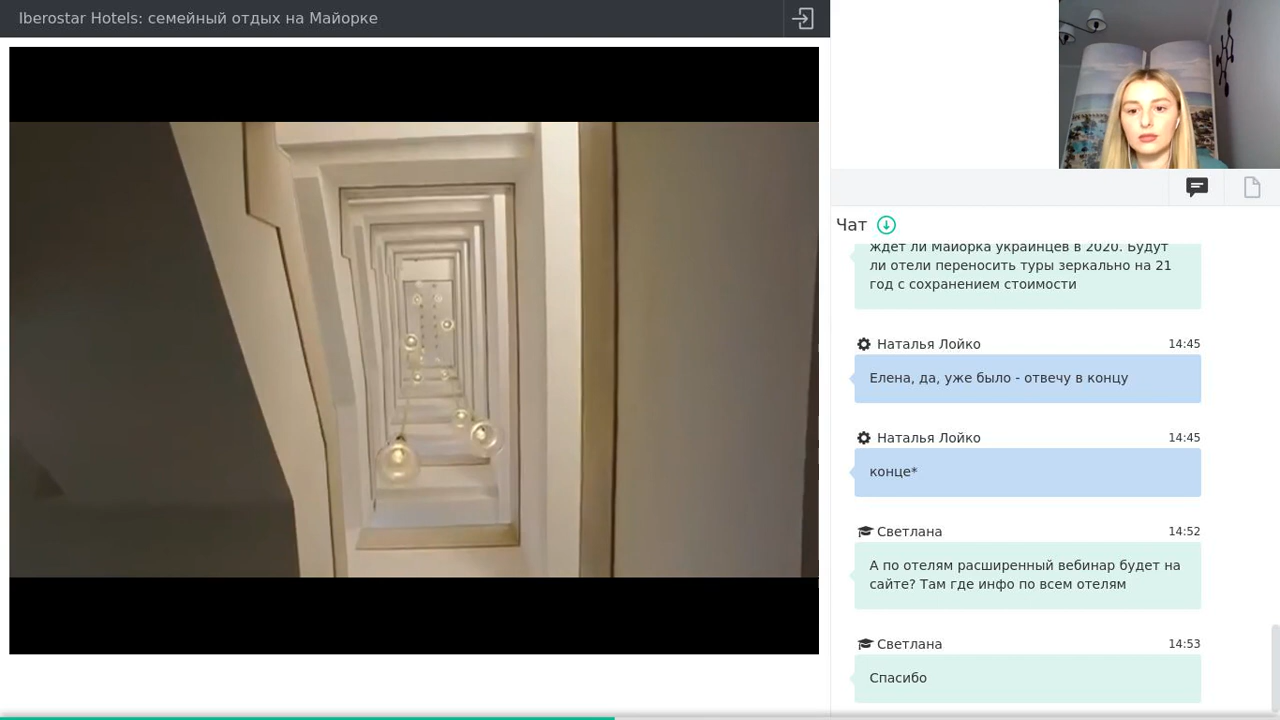 Iberostar Hotels: семейный отдых на Майорке
Чат
ждет ли Майорка украинцев в 2020. Будут
ли отели переносить туры зеркально на 21
год с сохранением стоимости
Наталья Лойко 14:45
Елена, да, уже было - отвечу в концу
Наталья Лойко 14:45
конце*
Светлана 14:52
А по отелям расширенный вебинар будет на
сайте? Там где инфо по всем отелям
Светлана 14:53
Спасибо